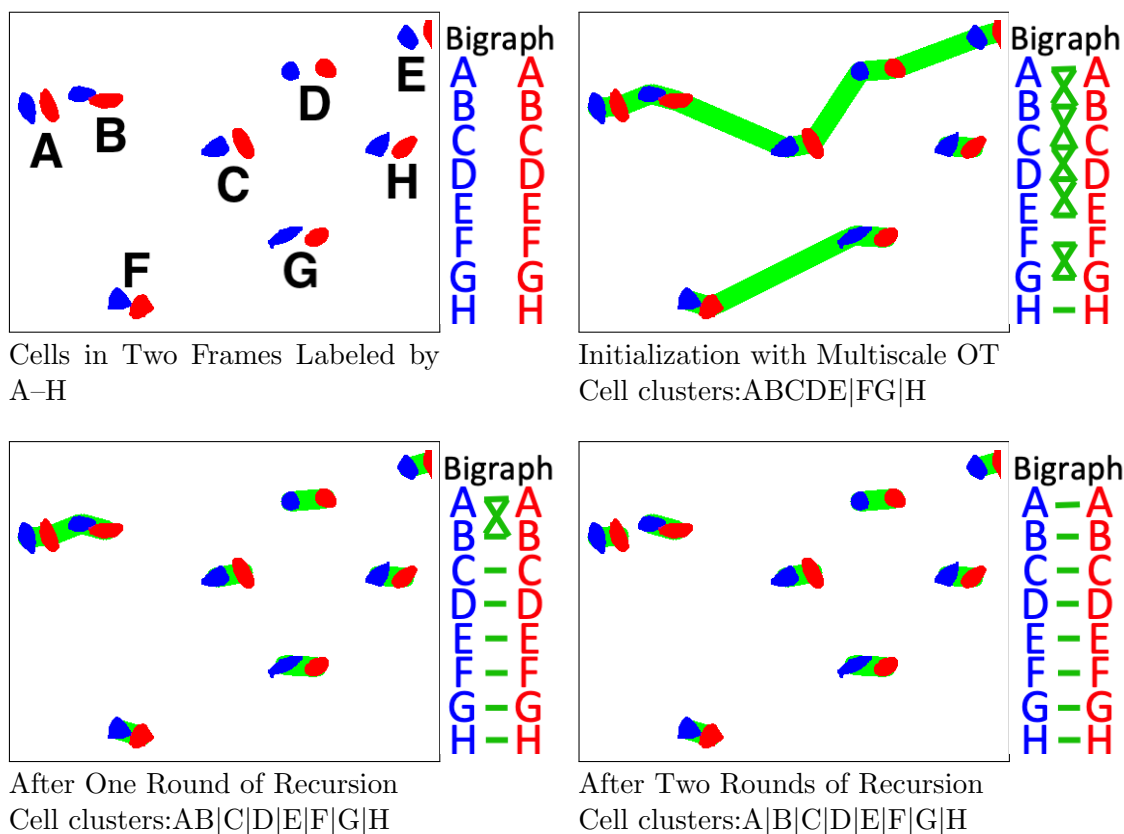 A
B
C
D
E
F
G
H
Bigraph
A A
B B
C C
D D
E E
F F
G G
H H
Cells in Two Frames Labeled by
A–H
Bigraph
A A
B B
C C
D D
E E
F F
G G
H H
Initialization with Multiscale OT
Cell clusters:ABCDE|FG|H
Bigraph
A A
B B
C C
D D
E E
F F
G G
H H
After One Round of Recursion
Cell clusters:AB|C|D|E|F|G|H
Bigraph
A A
B B
C C
D D
E E
F F
G G
H H
After Two Rounds of Recursion
Cell clusters:A|B|C|D|E|F|G|H